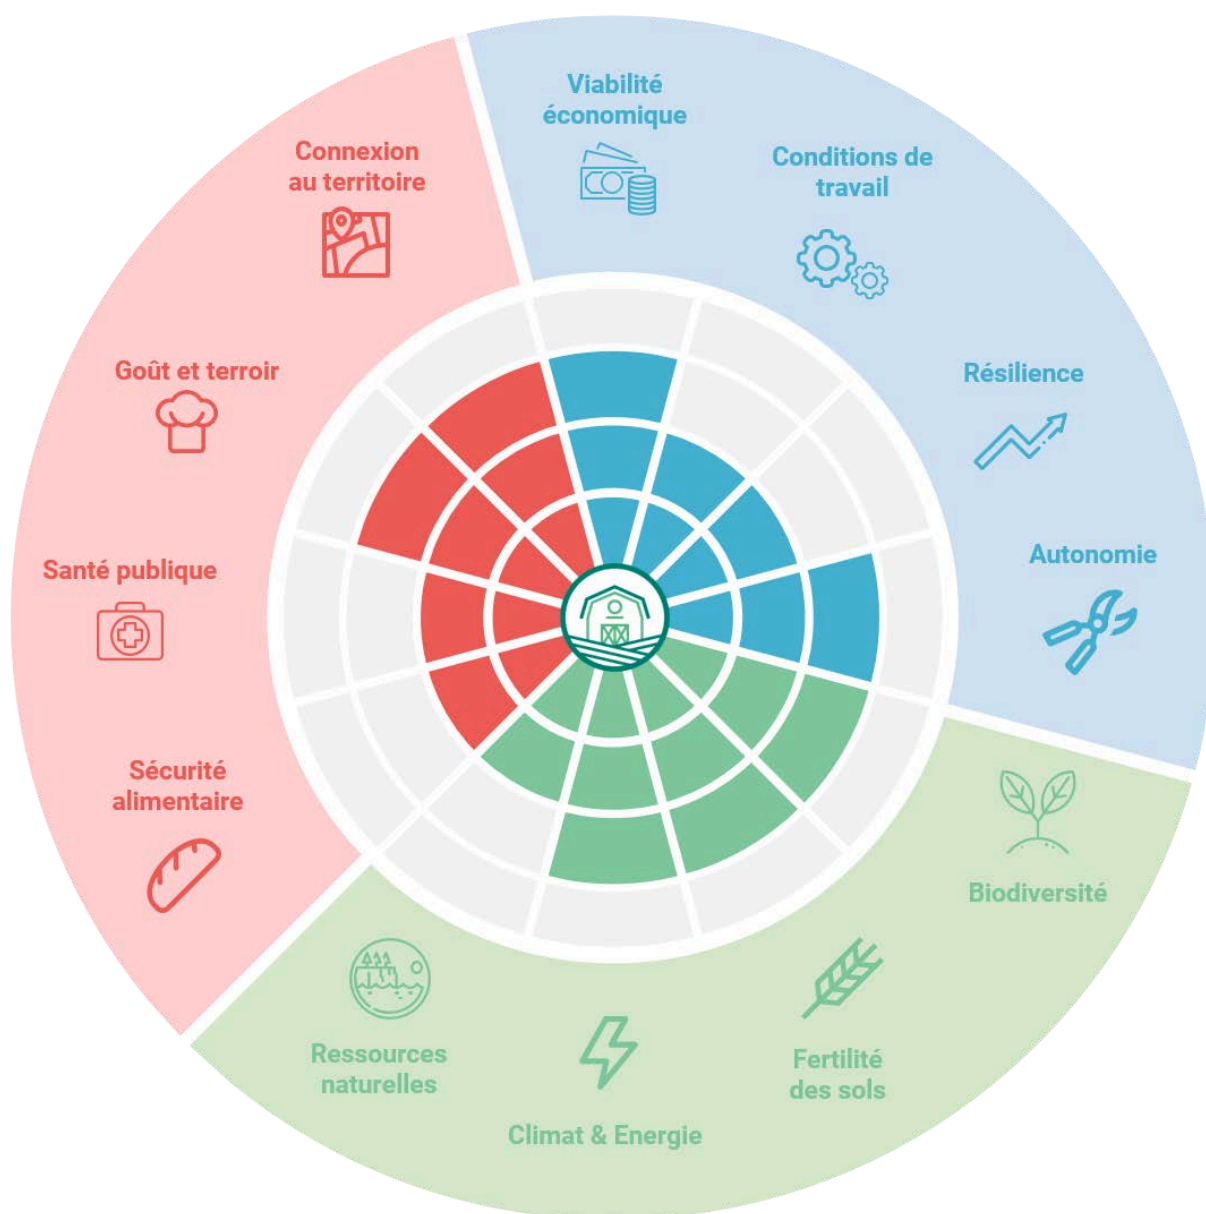 Viabilité
économique
Conditions de
travail
Résilience
Autonomie
Biodiversité
Fertilité
des sols
Climat & Energie
Ressources
naturelles
Sécurité
alimentaire
Santé publique
Goût et terroir
Connexion
au territoire